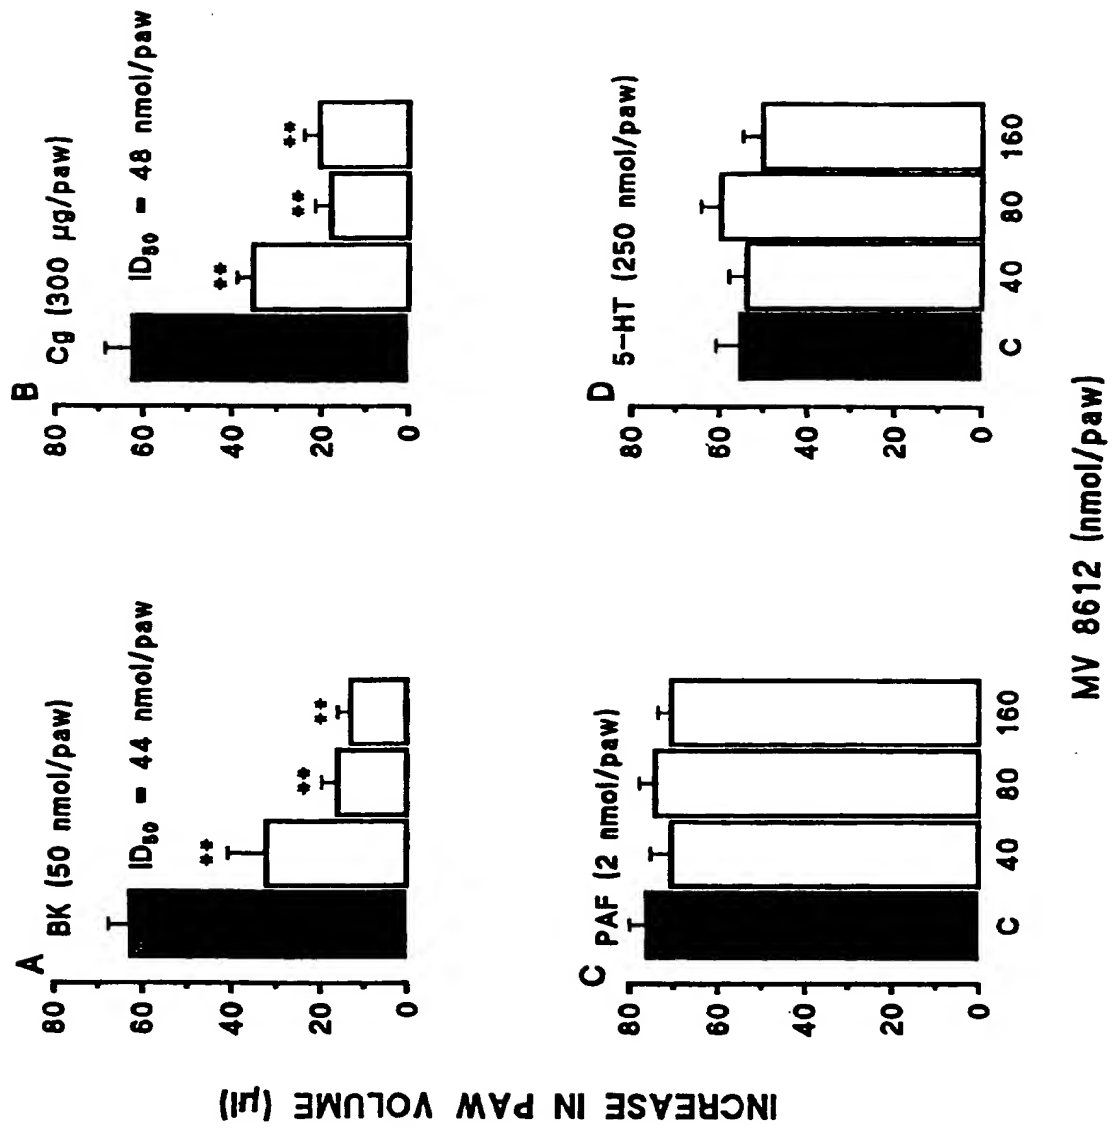 INCREASE IN PAW VOLUME (µl)
A
BK (50 nmol/paw)
ID50 = 44 nmol/paw
80
60
40
20
0
**
**
**
B
Cg (300 µg/paw)
ID50 = 48 nmol/paw
80
60
40
20
0
**
**
**
C
PAF (2 nmol/paw)
80
60
40
20
0
C
40
80
160
D
5-HT (250 nmol/paw)
80
60
40
20
0
C
40
80
160
MV 8612 (nmol/paw)